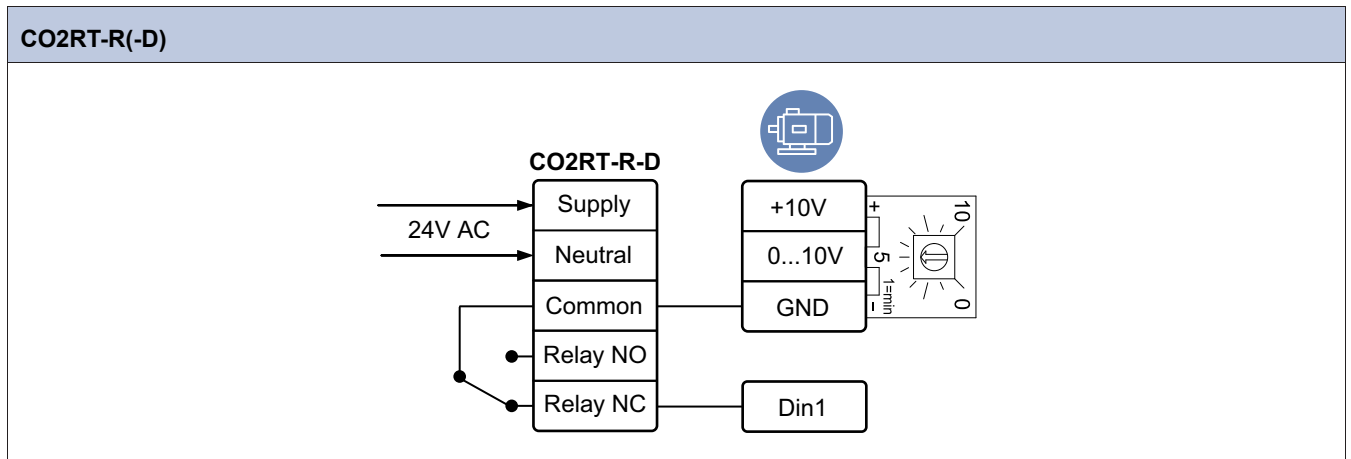 CO2RT-R(-D)
CO2RT-R-D
24V AC
Supply
Neutral
Common
Relay NO
Relay NC
+10V
0...10V
GND
Din1
+
-
10
5
1=min
0